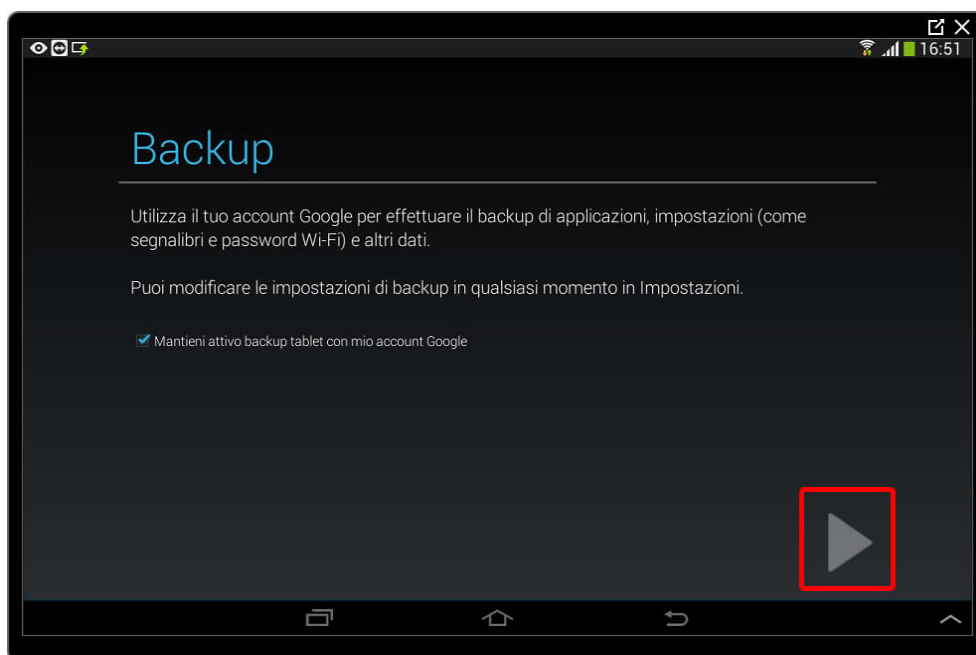 16:51
Backup
Utilizza il tuo account Google per effettuare il backup di applicazioni, impostazioni (come
segnalibri e password Wi-Fi) e altri dati.
Puoi modificare le impostazioni di backup in qualsiasi momento in Impostazioni.
Mantieni attivo backup tablet con mio account Google